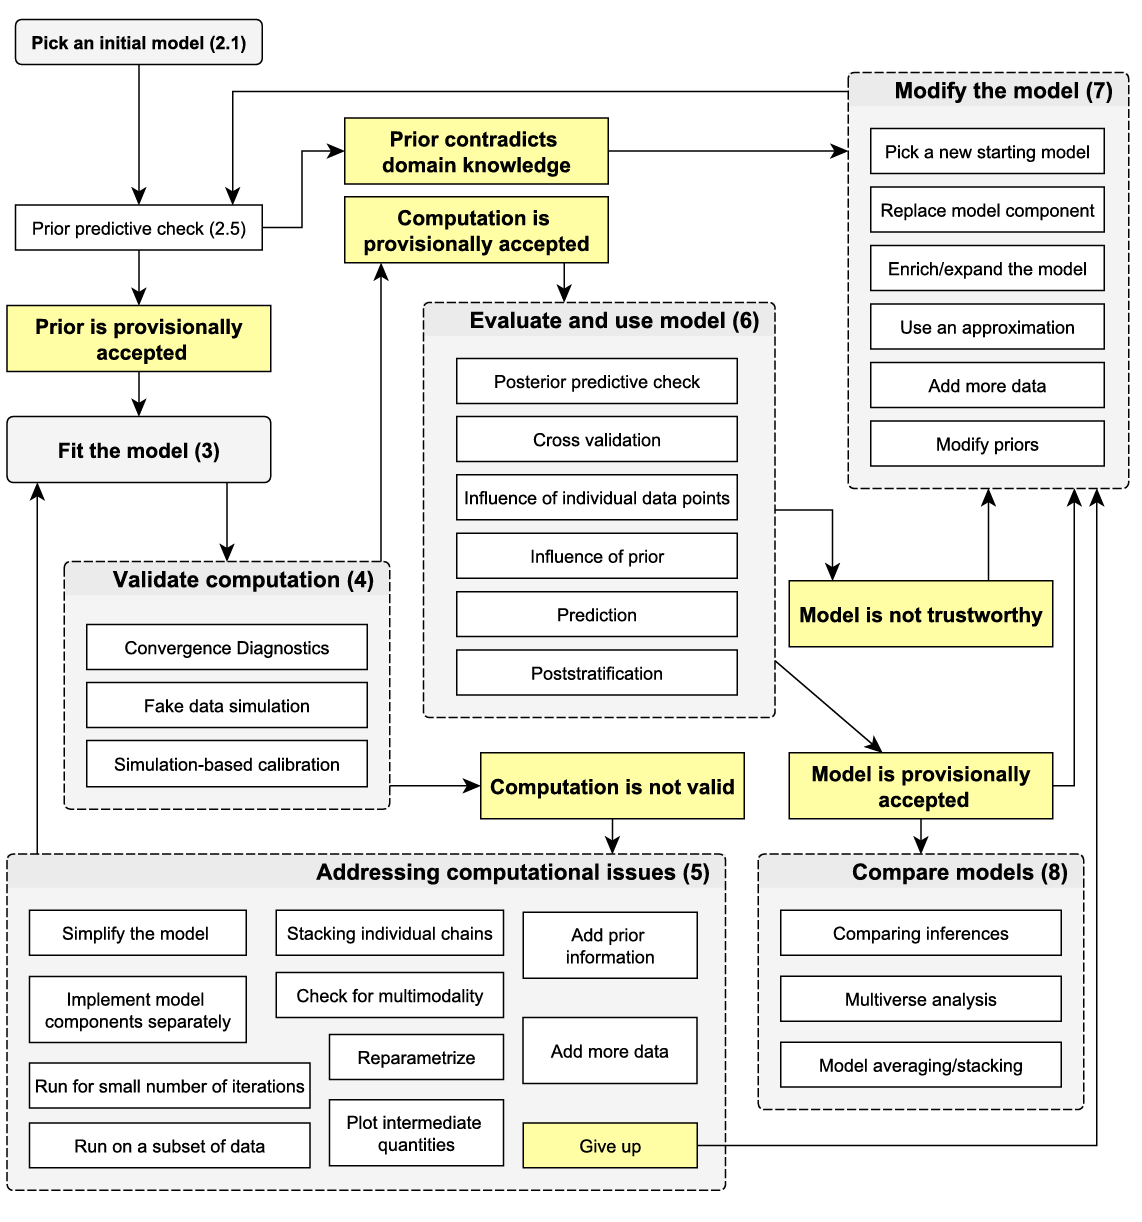 Pick an initial model (2.1)
Modify the model (7)
Pick a new starting model
Replace model component
Enrich/expand the model
Use an approximation
Add more data
Modify priors
Prior contradicts
domain knowledge
Prior predictive check (2.5)
Computation is
provisionally accepted
Prior is provisionally
accepted
Fit the model (3)
Evaluate and use model (6)
Posterior predictive check
Cross validation
Influence of individual data points
Influence of prior
Prediction
Poststratification
Validate computation (4)
Convergence Diagnostics
Fake data simulation
Simulation-based calibration
Model is not trustworthy
Computation is not valid
Model is provisionally
accepted
Addressing computational issues (5)
Simplify the model
Implement model
components separately
Run for small number of iterations
Run on a subset of data
Stacking individual chains
Check for multimodality
Reparametrize
Plot intermediate
quantities
Add prior
information
Add more data
Give up
Compare models (8)
Comparing inferences
Multiverse analysis
Model averaging/stacking